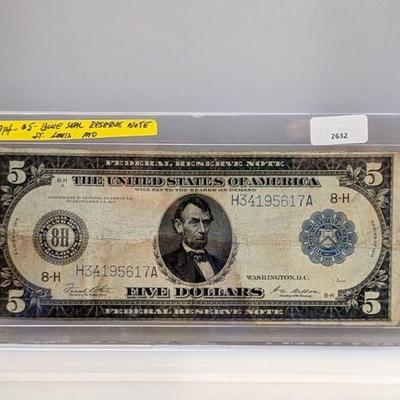 914- $5- BLUE SEAL RESERVE NOTE
ST. LOUIS MO
2632
FEDERAL RESERVE NOTE
5 THE UNITED STATES OF AMERICA 5
WILL PAY TO THE BEARER ON DEMAND
8-H H34195617A 8-H
8H
8-H H34195617A
WASHINGTON, D.C.
5 FIVE DOLLARS 5
FEDERAL RESERVE NOTE